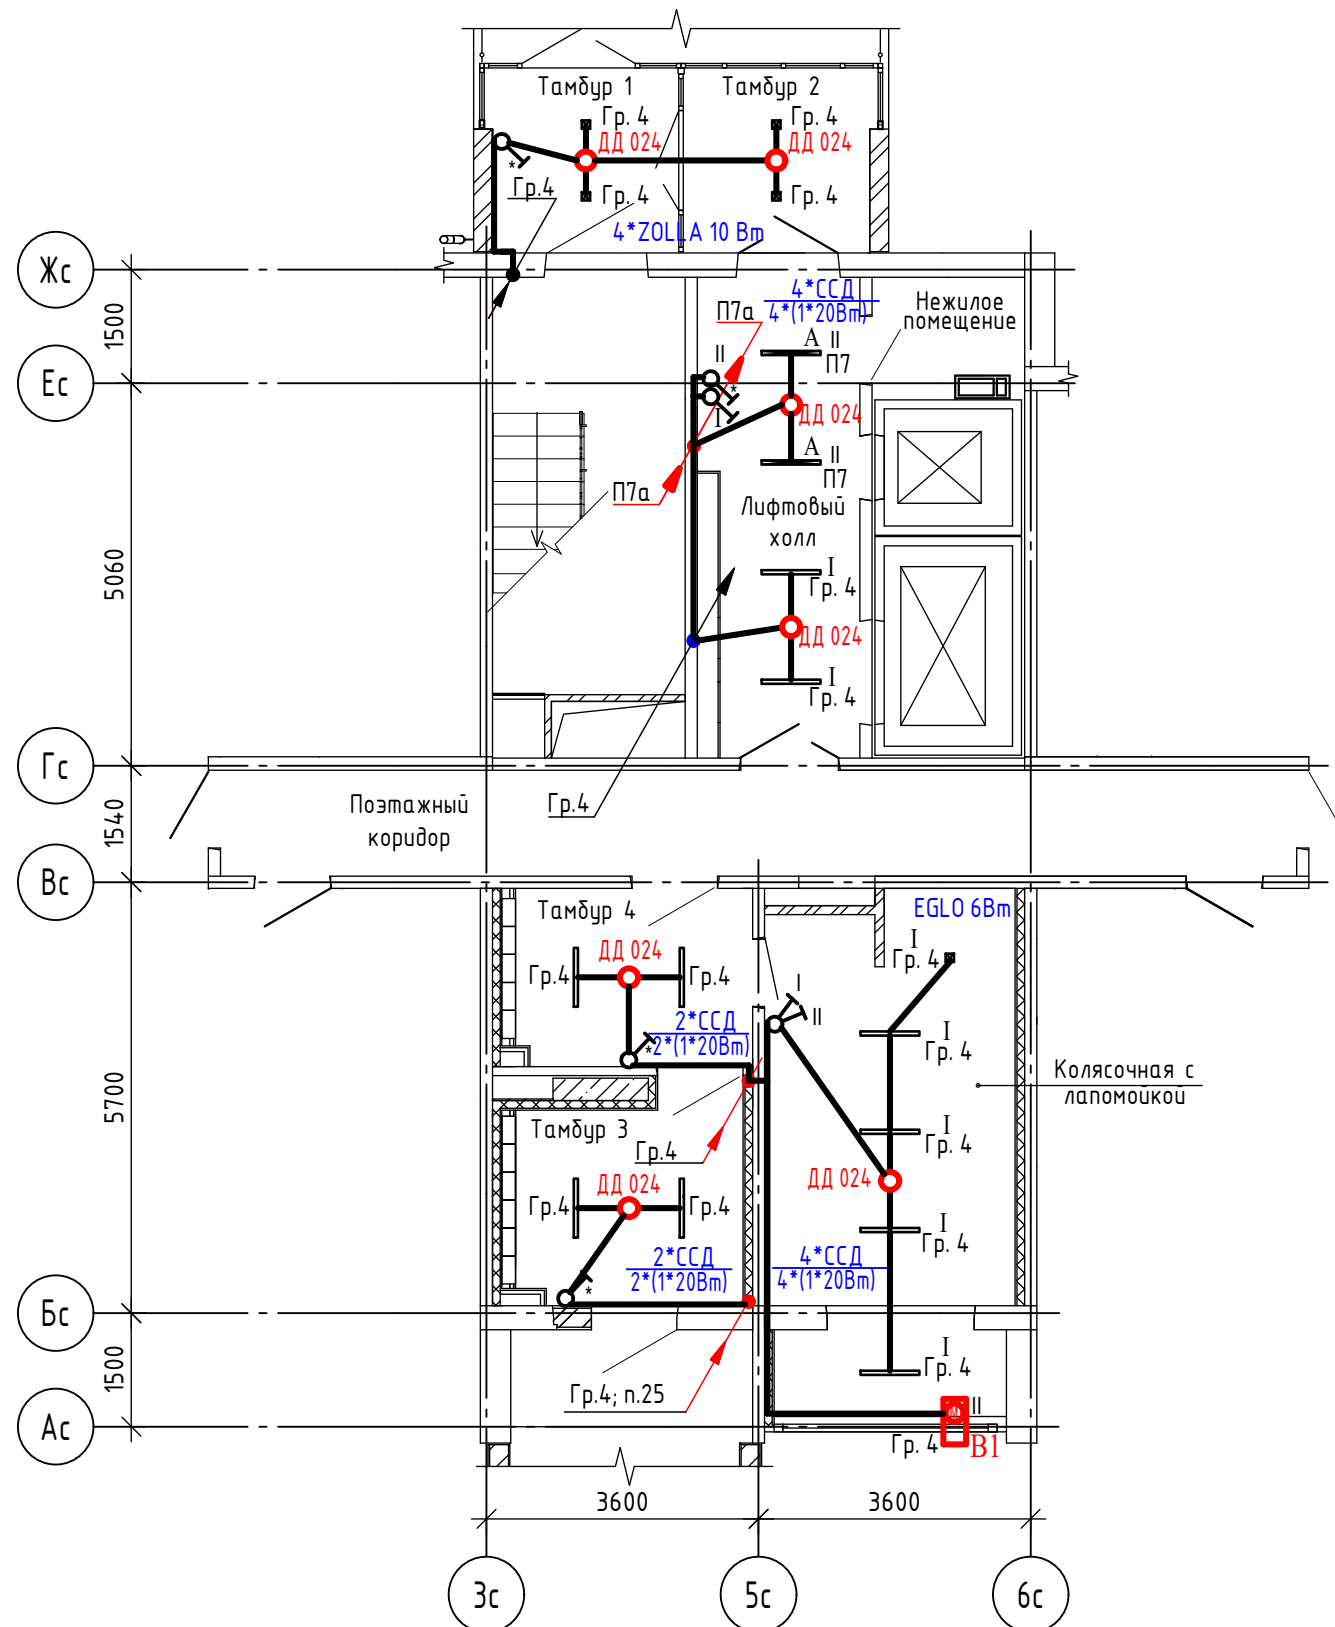 Тамбур 1
Тамбур 2
Гр. 4
Гр. 4
ДД 024
ДД 024
*
Гр.4
Гр. 4
Гр. 4
4*ZOLLA 10 Вт
Жс
1500
4*ССД
4*(1*20Вт)
П7а
Нежилое
помещение
Ес
A II
П7
II
*
I
ДД 024
A II
П7
П7а
Лифтовый
холл
5060
I
Гр. 4
ДД 024
I
Гр. 4
Гс
1540
Поэтажный
коридор
Гр.4
Вс
Тамбур 4
EGLO 6Вт
ДД 024
I
Гр. 4
Гр.4
Гр.4
I
II
2*ССД
2*(1*20Вт)
*
I
Гр. 4
Колясочная с
лапомойкой
5700
Тамбур 3
Гр.4
I
Гр. 4
ДД 024
ДД 024
Гр.4
Гр.4
I
Гр. 4
2*ССД
2*(1*20Вт)
4*ССД
4*(1*20Вт)
*
Бс
1500
I
Гр. 4
Гр.4; п.25
II
Ас
Гр. 4
В1
3600
3600
3с
5с
6с